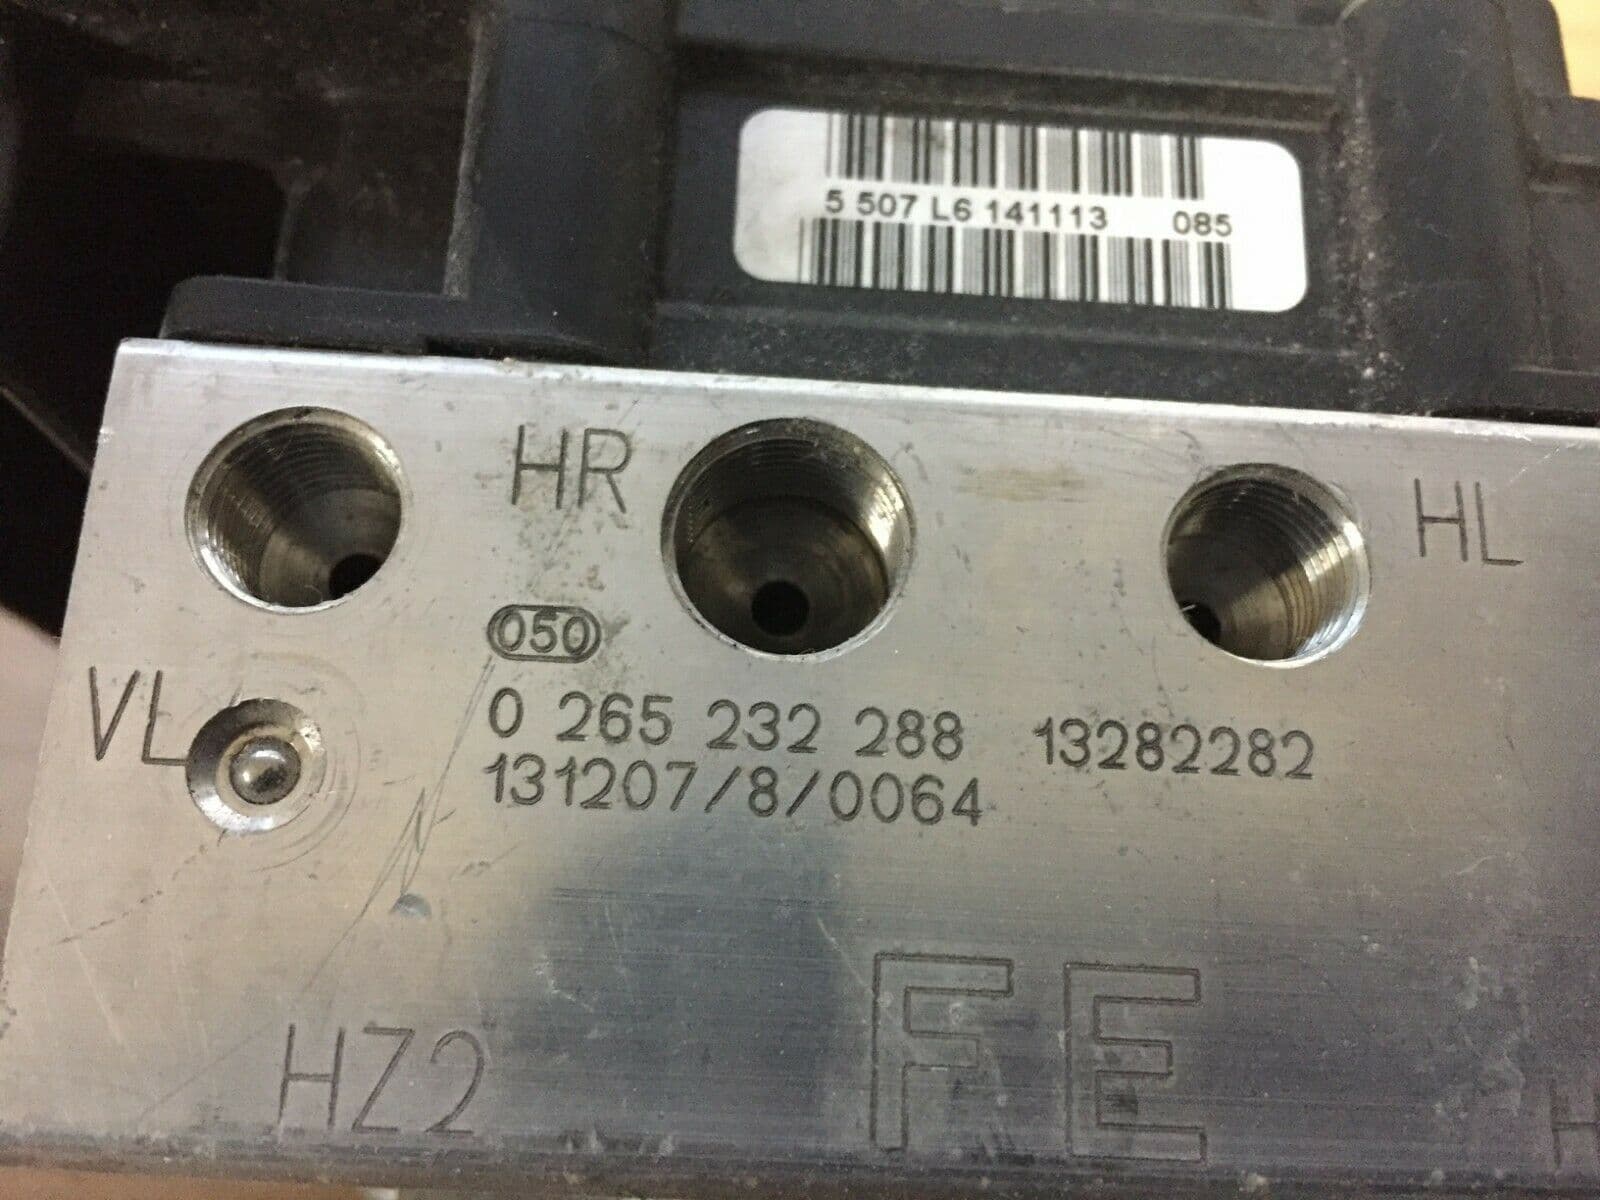 5 507 L6 141113 085
HR
HL
050
VL
0 265 232 288 13282282
131207/8/0064
FE
HZ2